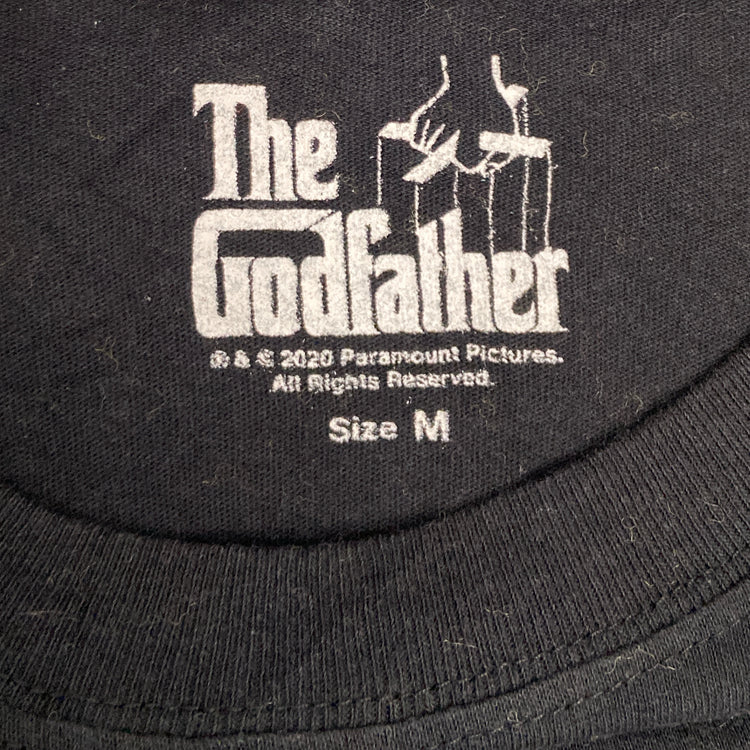 The
Godfather
® & © 2020 Paramount Pictures.
All Rights Reserved.
Size M